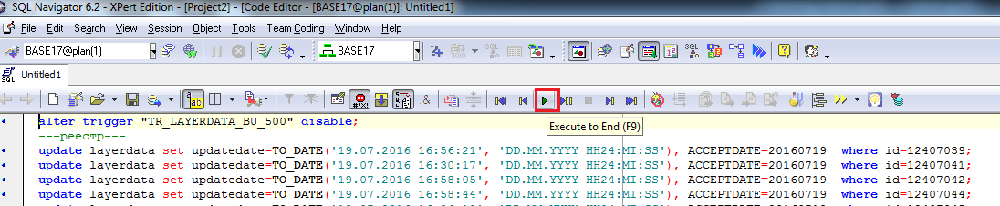 SQL Navigator 6.2 - XPert Edition - [Project2] - [Code Editor - [BASE17@plan(1)]: Untitled1]
File Edit Search View Session Object Tools Team Coding Window Help
BASE17@plan(1) BASE17
Untitled1
Execute to End (F9)
alter trigger "TR_LAYERDATA_BU_500" disable;
---реестр---
update layerdata set updatedate=TO_DATE('19.07.2016 16:56:21', 'DD.MM.YYYY HH24:MI:SS'), ACCEPTDATE=20160719 where id=12407039;
update layerdata set updatedate=TO_DATE('19.07.2016 16:30:17', 'DD.MM.YYYY HH24:MI:SS'), ACCEPTDATE=20160719 where id=12407041;
update layerdata set updatedate=TO_DATE('19.07.2016 16:58:05', 'DD.MM.YYYY HH24:MI:SS'), ACCEPTDATE=20160719 where id=12407042;
update layerdata set updatedate=TO_DATE('19.07.2016 16:58:44', 'DD.MM.YYYY HH24:MI:SS'), ACCEPTDATE=20160719 where id=12407044;